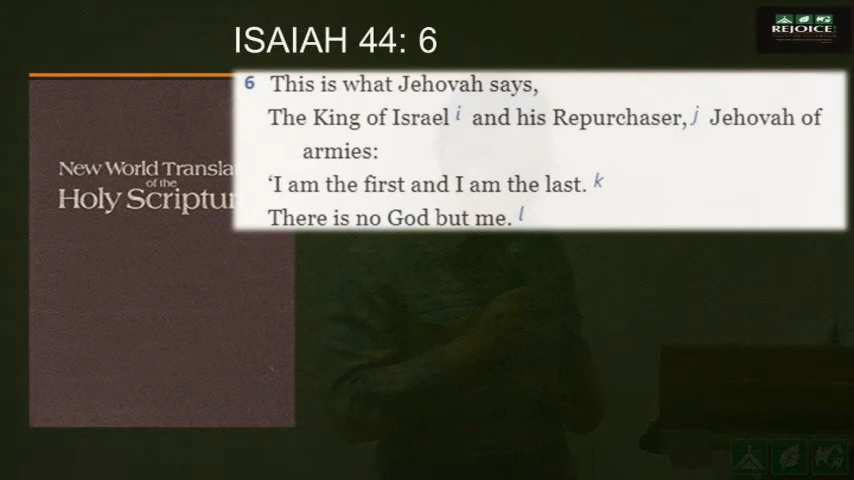 ISAIAH 44: 6
REJOICE
6 This is what Jehovah says,
The King of Israel i and his Repurchaser, j Jehovah of
armies:
‘I am the first and I am the last. k
There is no God but me. l
New World Transla
of the
Holy Scriptu